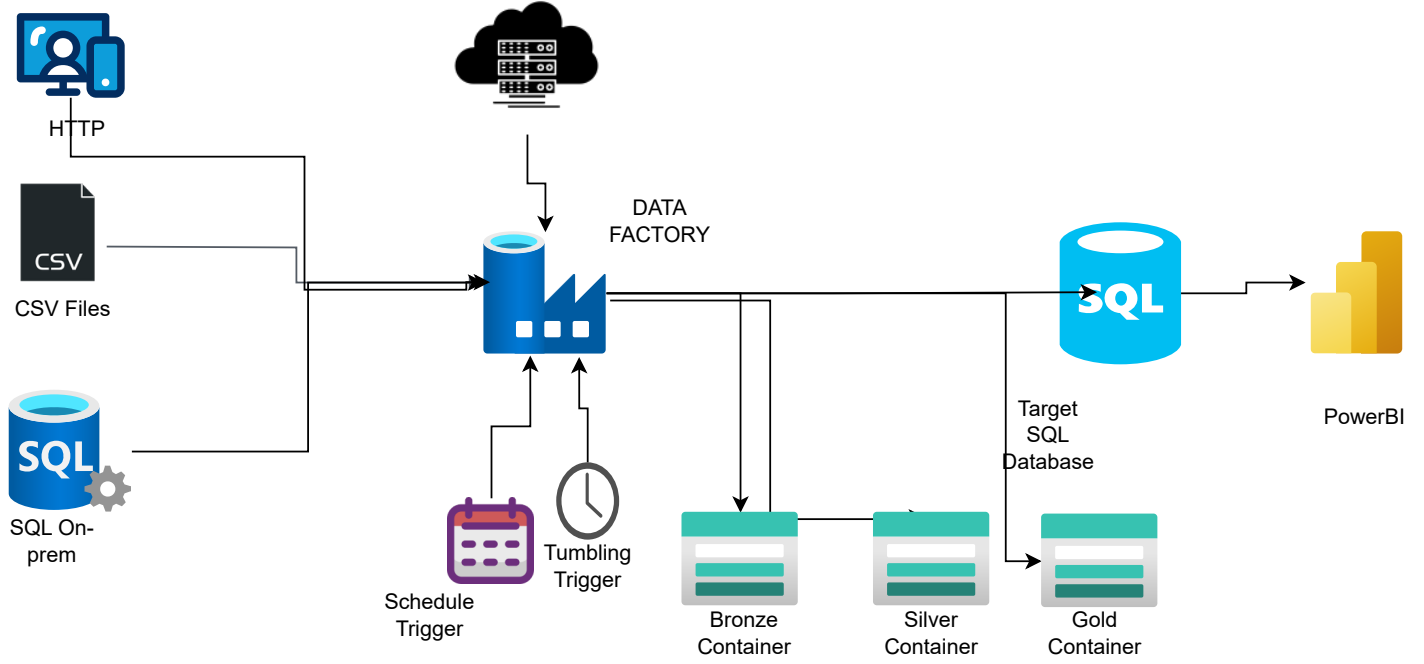 HTTP
DATA
FACTORY
CSV
CSV Files
SQL
SQL
Target
SQL
Database
PowerBI
SQL On-
prem
Tumbling
Trigger
Schedule
Trigger
Bronze
Container
Silver
Container
Gold
Container